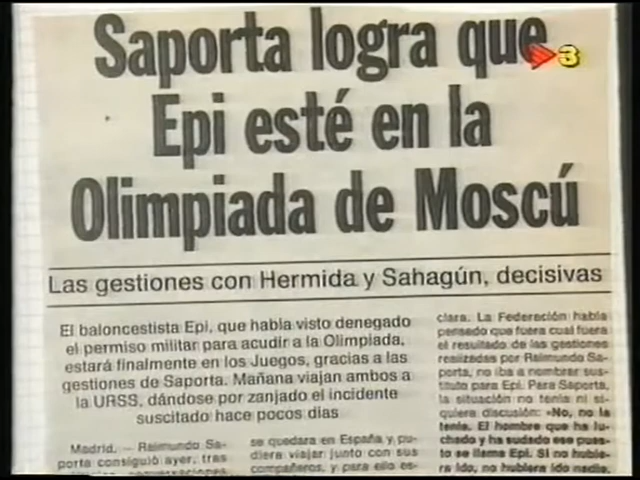 Saporta logra que
3
Epi esté en la
Olimpiada de Moscú
Las gestiones con Hermida y Sahagún, decisivas
El baloncestista Epi, que había visto denegado
el permiso militar para acudir a la Olimpiada,
estará finalmente en los Juegos, gracias a las
gestiones de Saporta. Mañana viajan ambos a
la URSS, dándose por zanjado el incidente
suscitado hace pocos días
Madrid. — Raimundo Sa-
porta consiguió ayer, tras
conversaciones
se quedara en España y pu-
diera viajar junto con sus
compañeros, y para ello es-
clara. La Federación había
pensado que fuera cual fuera
el resultado de las gestiones
realizadas por Raimundo Sa-
porta, no iba a nombrar sus-
tituto para Epi. Para Saporta,
la situación no tenía ni si-
quiera discusión: «No, no la
tenía. El hombre que ha lu-
chado y ha sudado ese pues-
to se llama Epi. Si no hubie-
ra ido, no hubiera ido nadie.